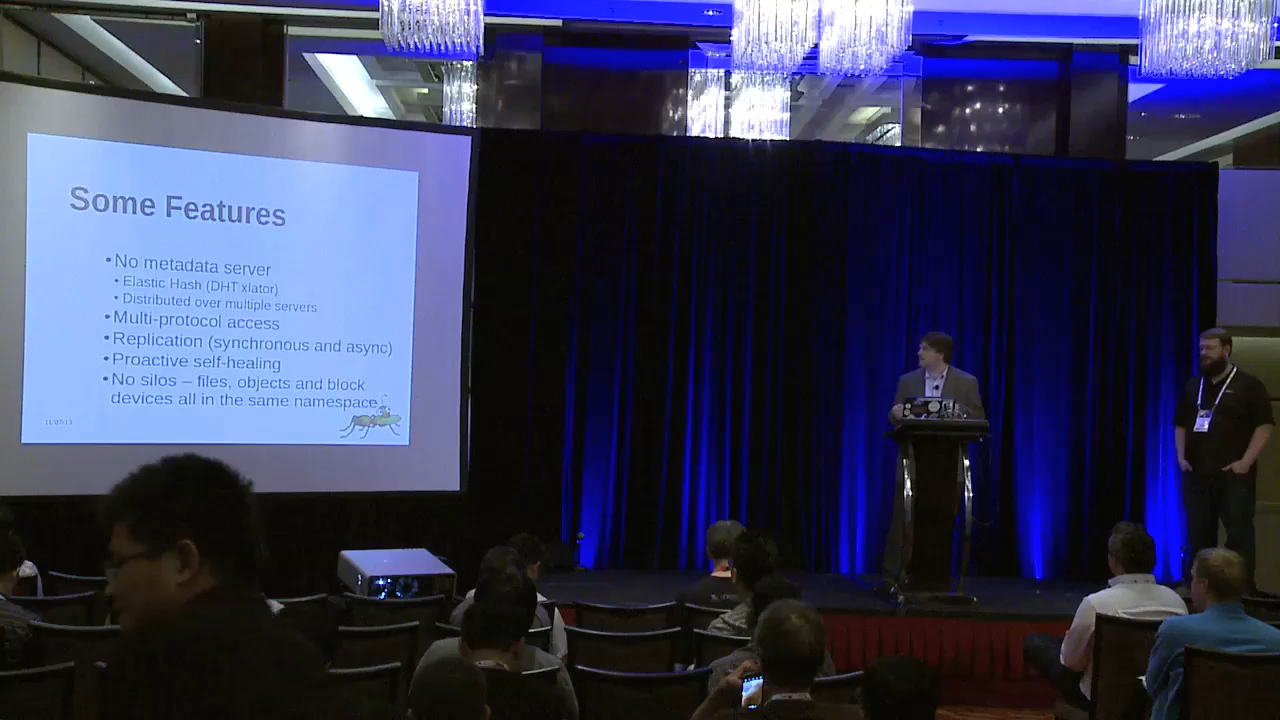 Some Features
•No metadata server
•Elastic Hash (DHT xlator)
•Distributed over multiple servers
•Multi-protocol access
•Replication (synchronous and async)
•Proactive self-healing
•No silos – files, objects and block
devices all in the same namespace
11/07/13